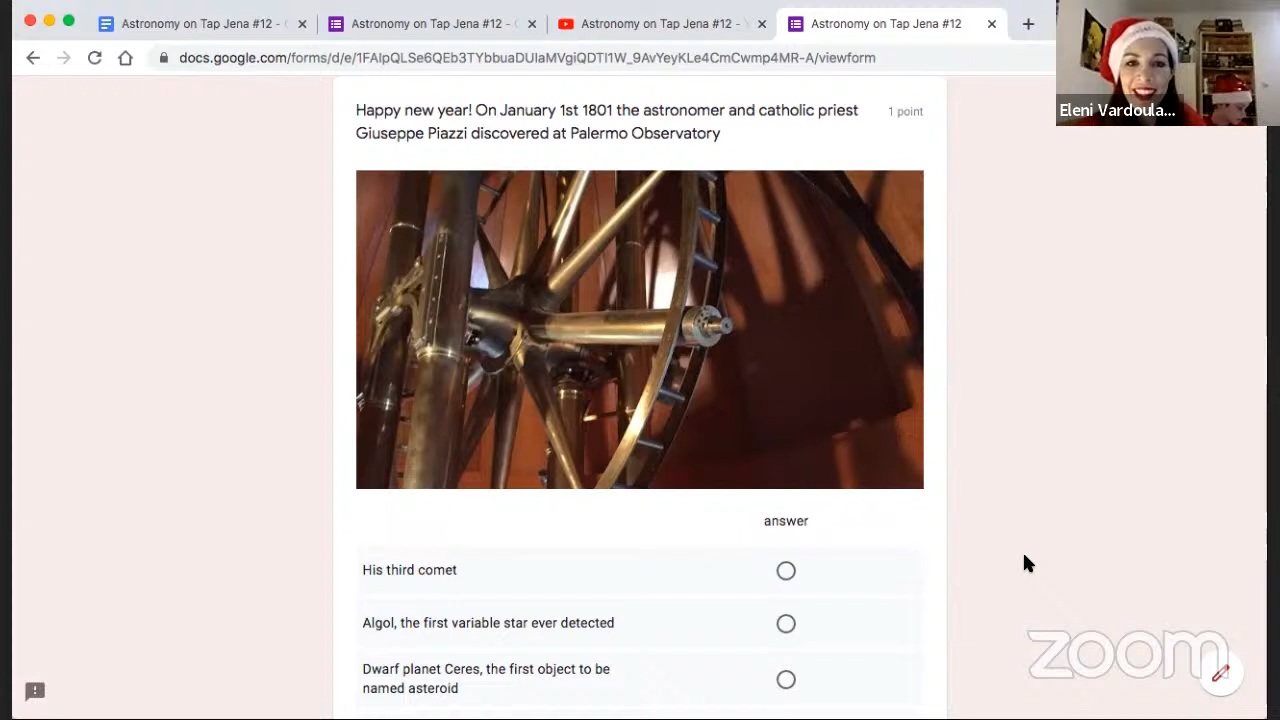 Astronomy on Tap Jena #12 -
Astronomy on Tap Jena #12 -
Astronomy on Tap Jena #12 -
Astronomy on Tap Jena #12
docs.google.com/forms/d/e/1FAIpQLSe6QEb3TYbbuaDUIaMVgiQDTI1W_9AvYeyKLe4CmCwmp4MR-A/viewform
Eleni Vardoula...
Happy new year! On January 1st 1801 the astronomer and catholic priest
1 point
Giuseppe Piazzi discovered at Palermo Observatory
answer
His third comet
Algol, the first variable star ever detected
Dwarf planet Ceres, the first object to be
named asteroid
zoom